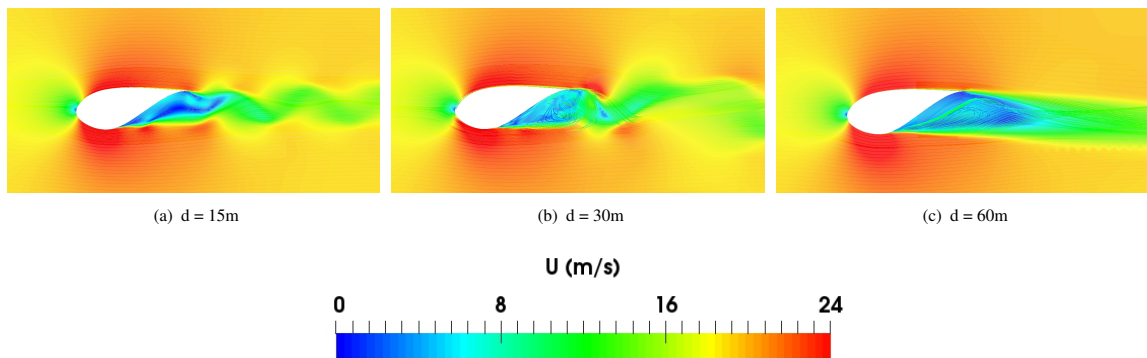 (a) d = 15m
(b) d = 30m
(c) d = 60m
U (m/s)
0 8 16 24